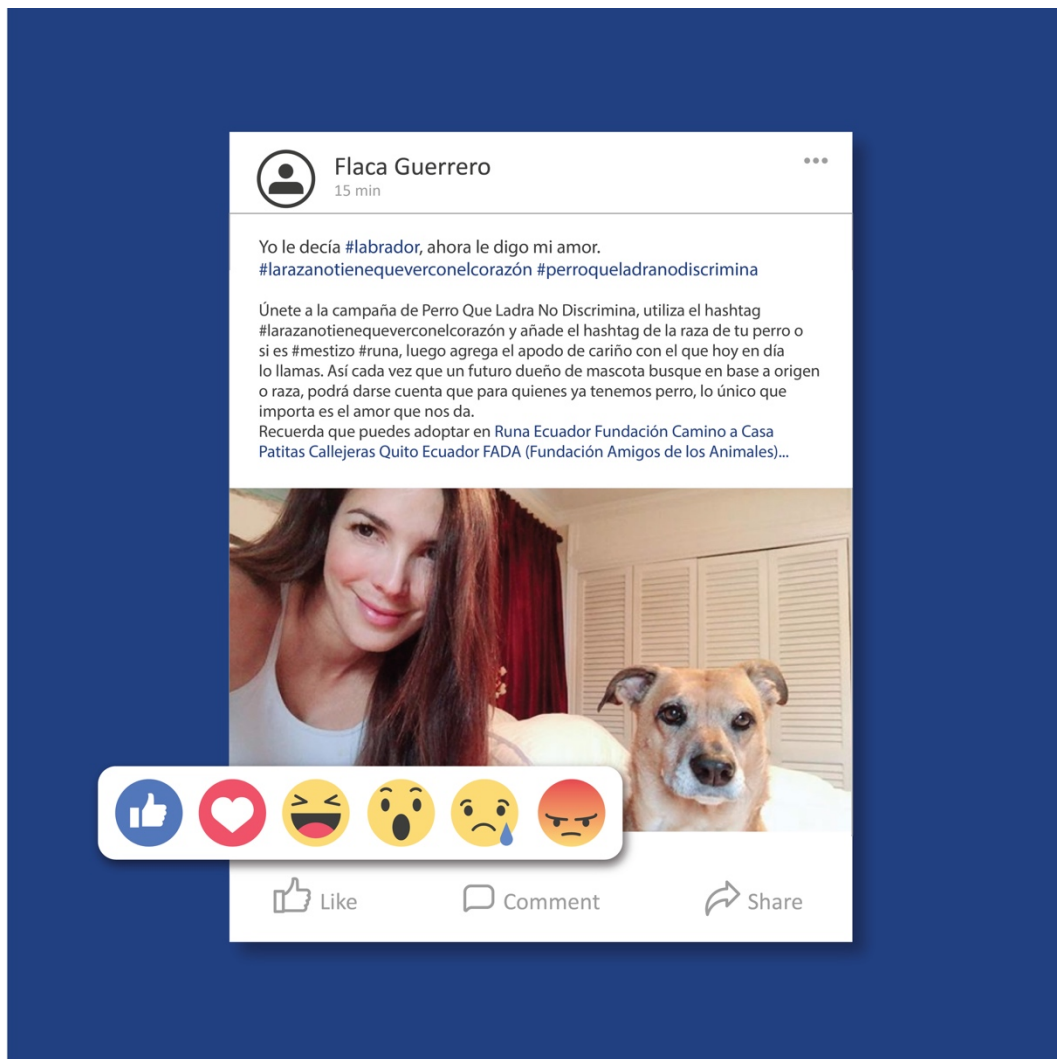 Flaca Guerrero
15 min
Yo le decía #labrador, ahora le digo mi amor.
#larazanotienequeverconelcorazón #perroqueladranodiscrimina
Únete a la campaña de Perro Que Ladra No Discrimina, utiliza el hashtag
#larazanotienequeverconelcorazón y añade el hashtag de la raza de tu perro o
si es #mestizo #runa, luego agrega el apodo de cariño con el que hoy en día
lo llamas. Así cada vez que un futuro dueño de mascota busque en base a origen
o raza, podrá darse cuenta que para quienes ya tenemos perro, lo único que
importa es el amor que nos da.
Recuerda que puedes adoptar en Runa Ecuador Fundación Camino a Casa
Patitas Callejeras Quito Ecuador FADA (Fundación Amigos de los Animales)...
Like
Comment
Share